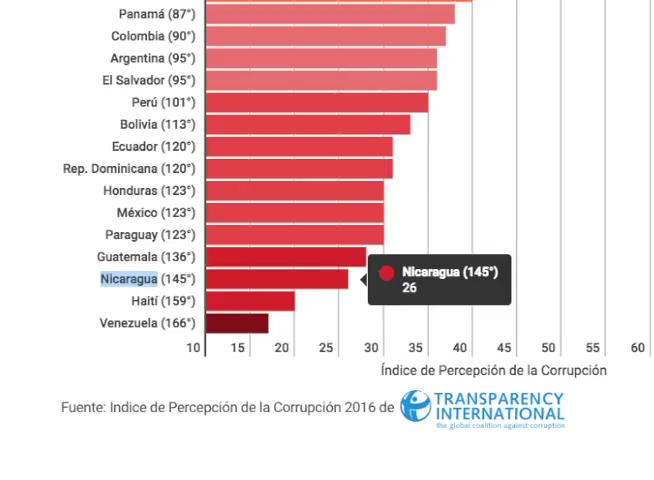 Panamá (87°)
Colombia (90°)
Argentina (95°)
El Salvador (95°)
Perú (101°)
Bolivia (113°)
Ecuador (120°)
Rep. Dominicana (120°)
Honduras (123°)
México (123°)
Paraguay (123°)
Guatemala (136°)
Nicaragua (145°)
Nicaragua (145°)
26
Haití (159°)
Venezuela (166°)
10 15 20 25 30 35 40 45 50 55 60
Índice de Percepción de la Corrupción
Fuente: Indice de Percepción de la Corrupción 2016 de
TRANSPARENCY
INTERNATIONAL
the global coalition against corruption